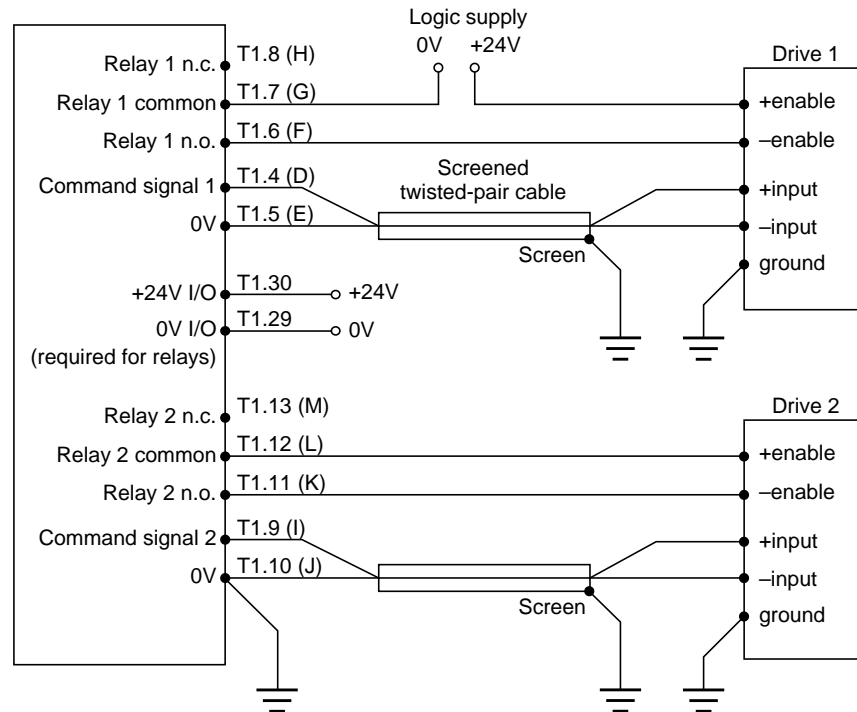 Logic supply
0V +24V
Drive 1
Relay 1 n.c. T1.8 (H)
Relay 1 common T1.7 (G) +enable
Relay 1 n.o. T1.6 (F) –enable
Screened
twisted-pair cable
Command signal 1 T1.4 (D) +input
0V T1.5 (E) –input
Screen
ground
+24V I/O T1.30 +24V
0V I/O T1.29 0V
(required for relays)
Drive 2
Relay 2 n.c. T1.13 (M)
Relay 2 common T1.12 (L) +enable
Relay 2 n.o. T1.11 (K) –enable
Command signal 2 T1.9 (I) +input
0V T1.10 (J) –input
Screen
ground